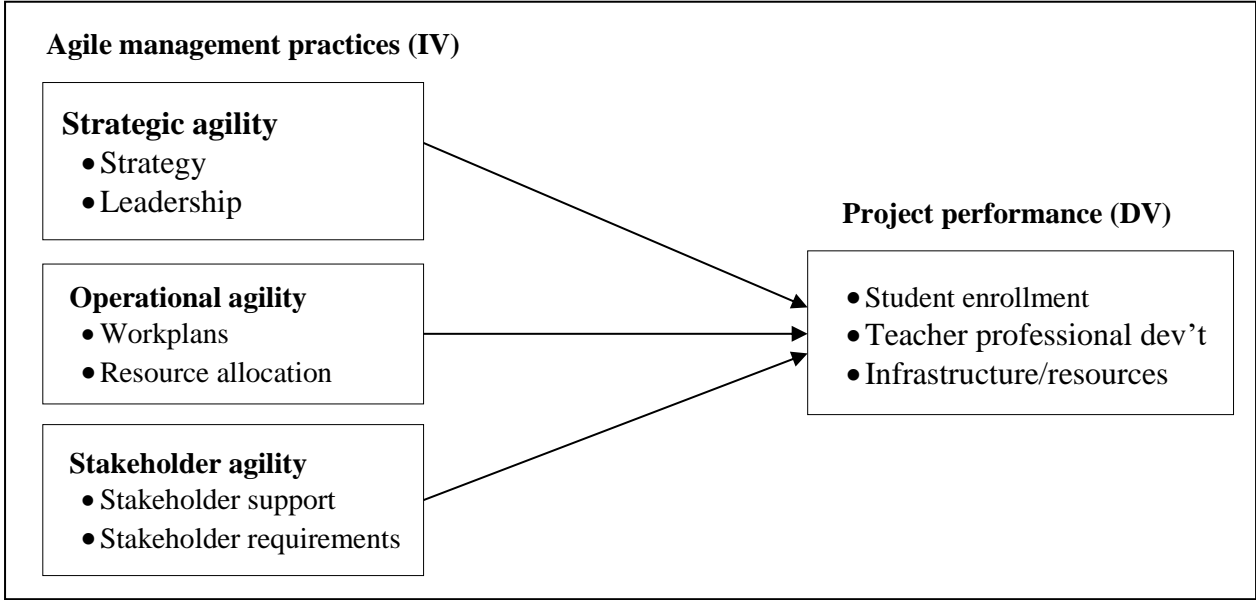 Agile management practices (IV)
Strategic agility
• Strategy
• Leadership
Operational agility
• Workplans
• Resource allocation
Stakeholder agility
• Stakeholder support
• Stakeholder requirements
Project performance (DV)
• Student enrollment
• Teacher professional dev’t
• Infrastructure/resources